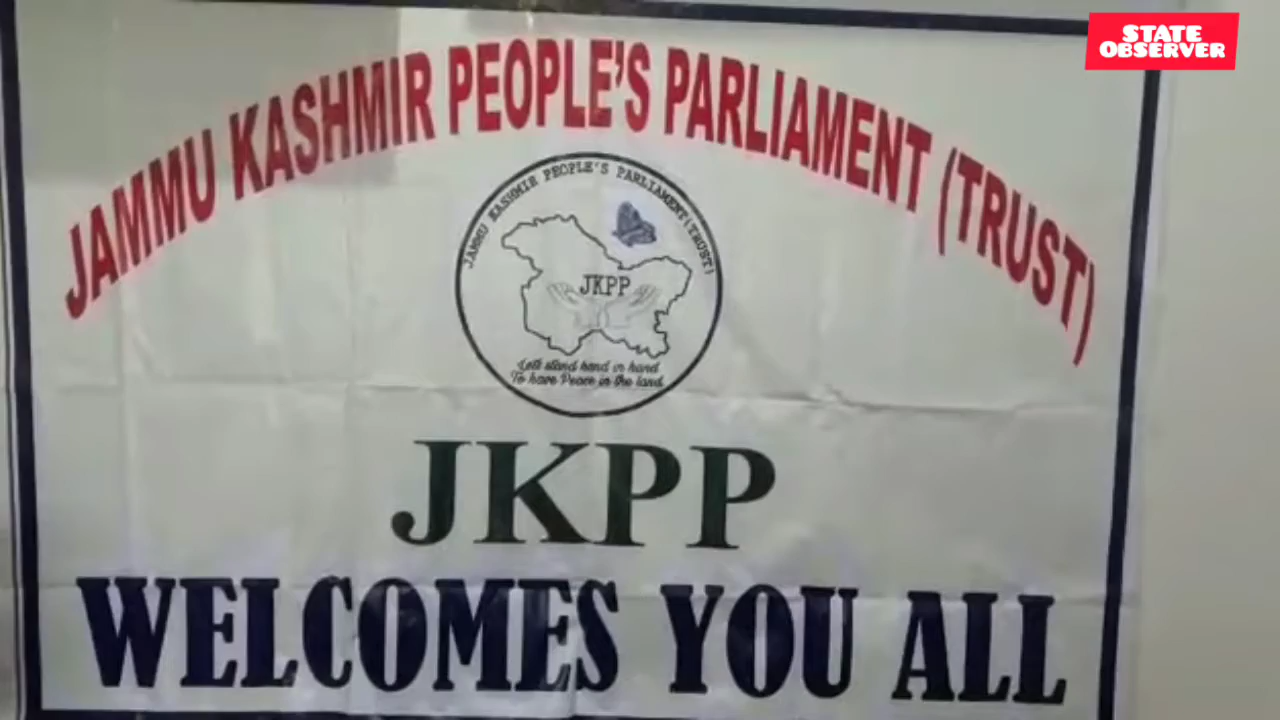 STATE
OBSERVER
JAMMU KASHMIR PEOPLE'S PARLIAMENT (TRUST)
JAMMU KASHMIR PEOPLE'S PARLIAMENT(TRUST)
JKPP
Let's stand hand in hand
To have Peace in the land
JKPP
WELCOMES YOU ALL